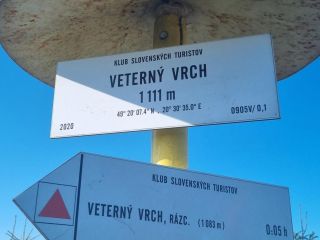 KLUB SLOVENSKÝCH TURISTOV
VETERNÝ VRCH
1 111 m
49° 20' 07.4" N , 20° 30' 35.0" E
2020
0905V/ 0,1
KLUB SLOVENSKÝCH TURISTOV
VETERNÝ VRCH, RÁZC. (1 083 m)
0.05 h